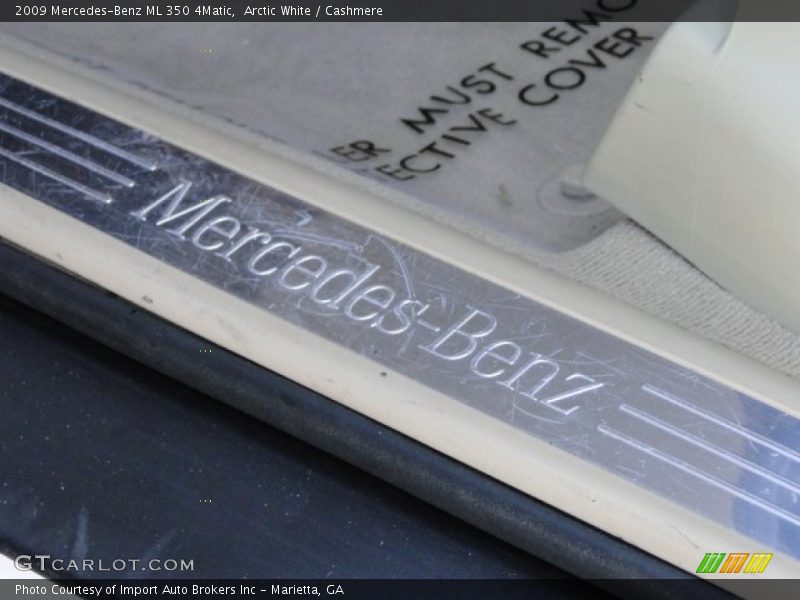 2009 Mercedes-Benz ML 350 4Matic, Arctic White / Cashmere
MUST REMO
ECTIVE COVER
Mercedes-Benz
GTCARLOT.COM
Photo Courtesy of Import Auto Brokers Inc - Marietta, GA